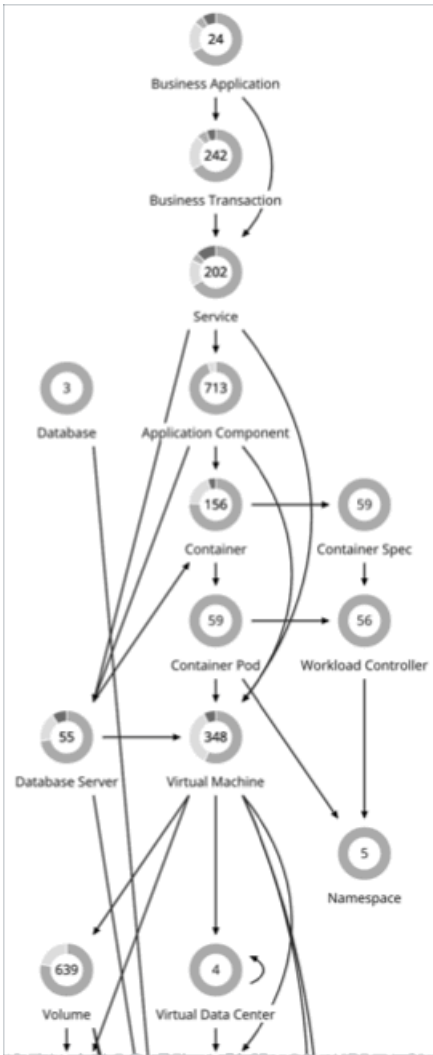 24
Business Application
242
Business Transaction
202
Service
3
Database
713
Application Component
156
Container
59
Container Spec
59
Container Pod
56
Workload Controller
55
Database Server
348
Virtual Machine
5
Namespace
639
Volume
4
Virtual Data Center